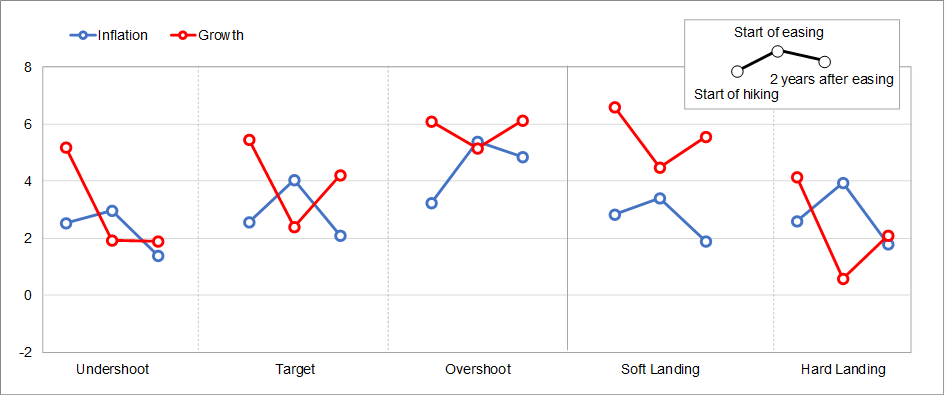 Inflation Growth
Start of easing
2 years after easing
Start of hiking
8
6
4
2
0
-2
Undershoot Target Overshoot Soft Landing Hard Landing